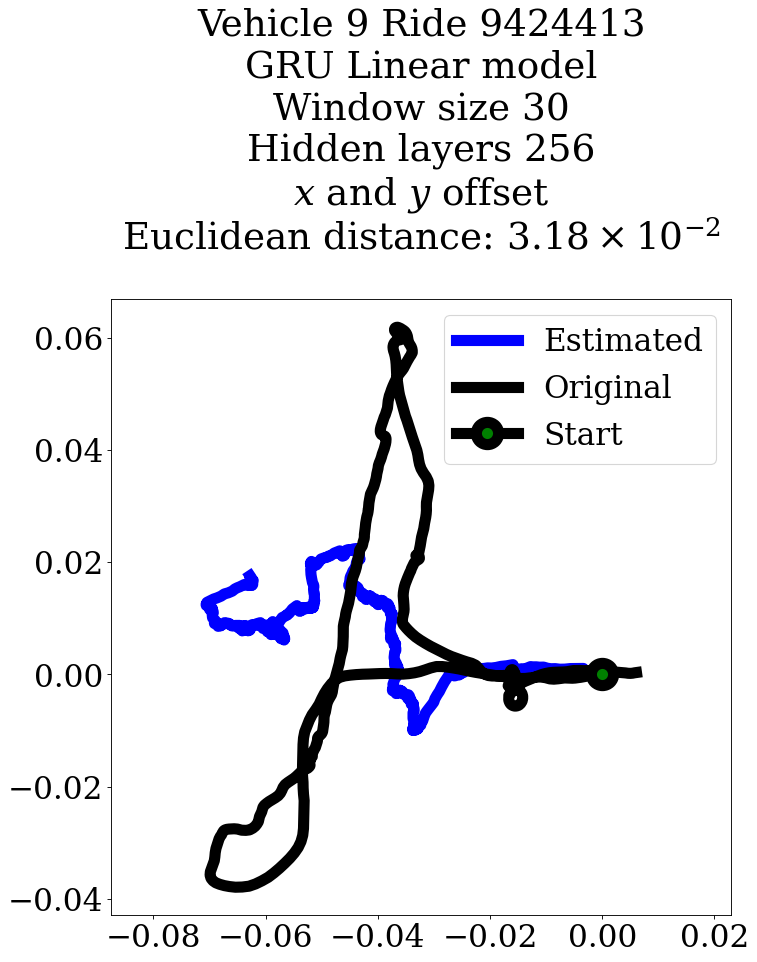 Vehicle 9 Ride 9424413
GRU Linear model
Window size 30
Hidden layers 256
x and y offset
Euclidean distance: 3.18 × 10⁻²
Estimated
Original
Start
0.06
0.04
0.02
0.00
−0.02
−0.04
−0.08 −0.06 −0.04 −0.02 0.00 0.02